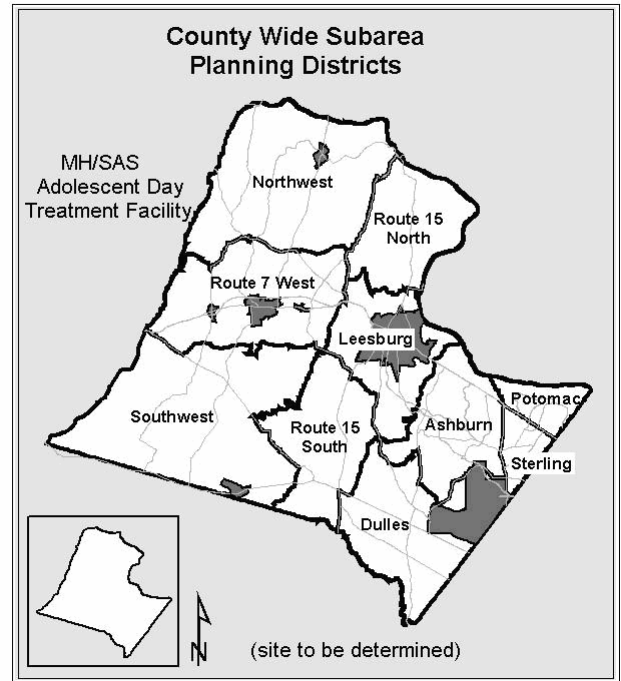 County Wide Subarea
Planning Districts
MH/SAS
Adolescent Day
Treatment Facility
Northwest
Route 15
North
Route 7 West
Leesburg
Potomac
Southwest
Route 15
South
Ashburn
Sterling
Dulles
N
(site to be determined)